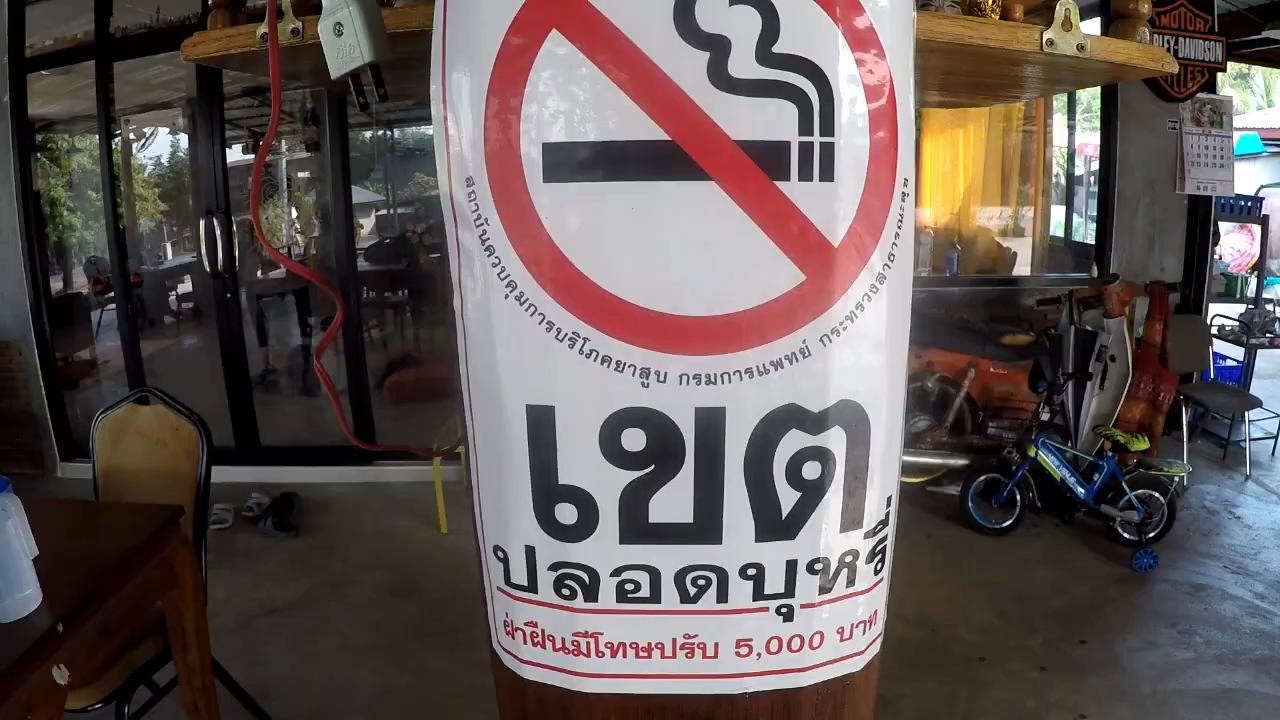 สถาบันควบคุมการบริโภคยาสูบ กรมการแพทย์ กระทรวงสาธารณะสุข
เขต
ปลอดบุหรี่
ฝ่าฝืนมีโทษปรับ 5,000 บาท
MOTOR
HARLEY-DAVIDSON
CYCLES